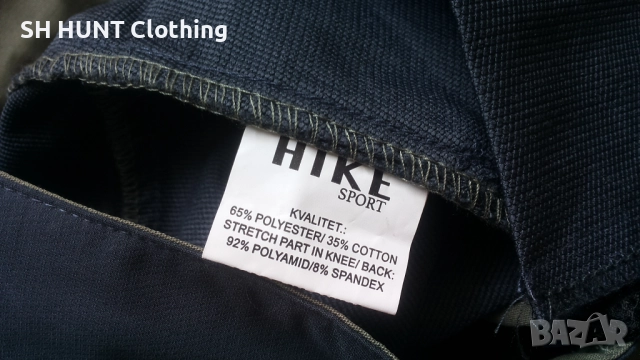 SH HUNT Clothing
HIKE
SPORT
KVALITET.:
65% POLYESTER/ 35% COTTON
STRETCH PART IN KNEE/ BACK:
92% POLYAMID/8% SPANDEX
BAZAR